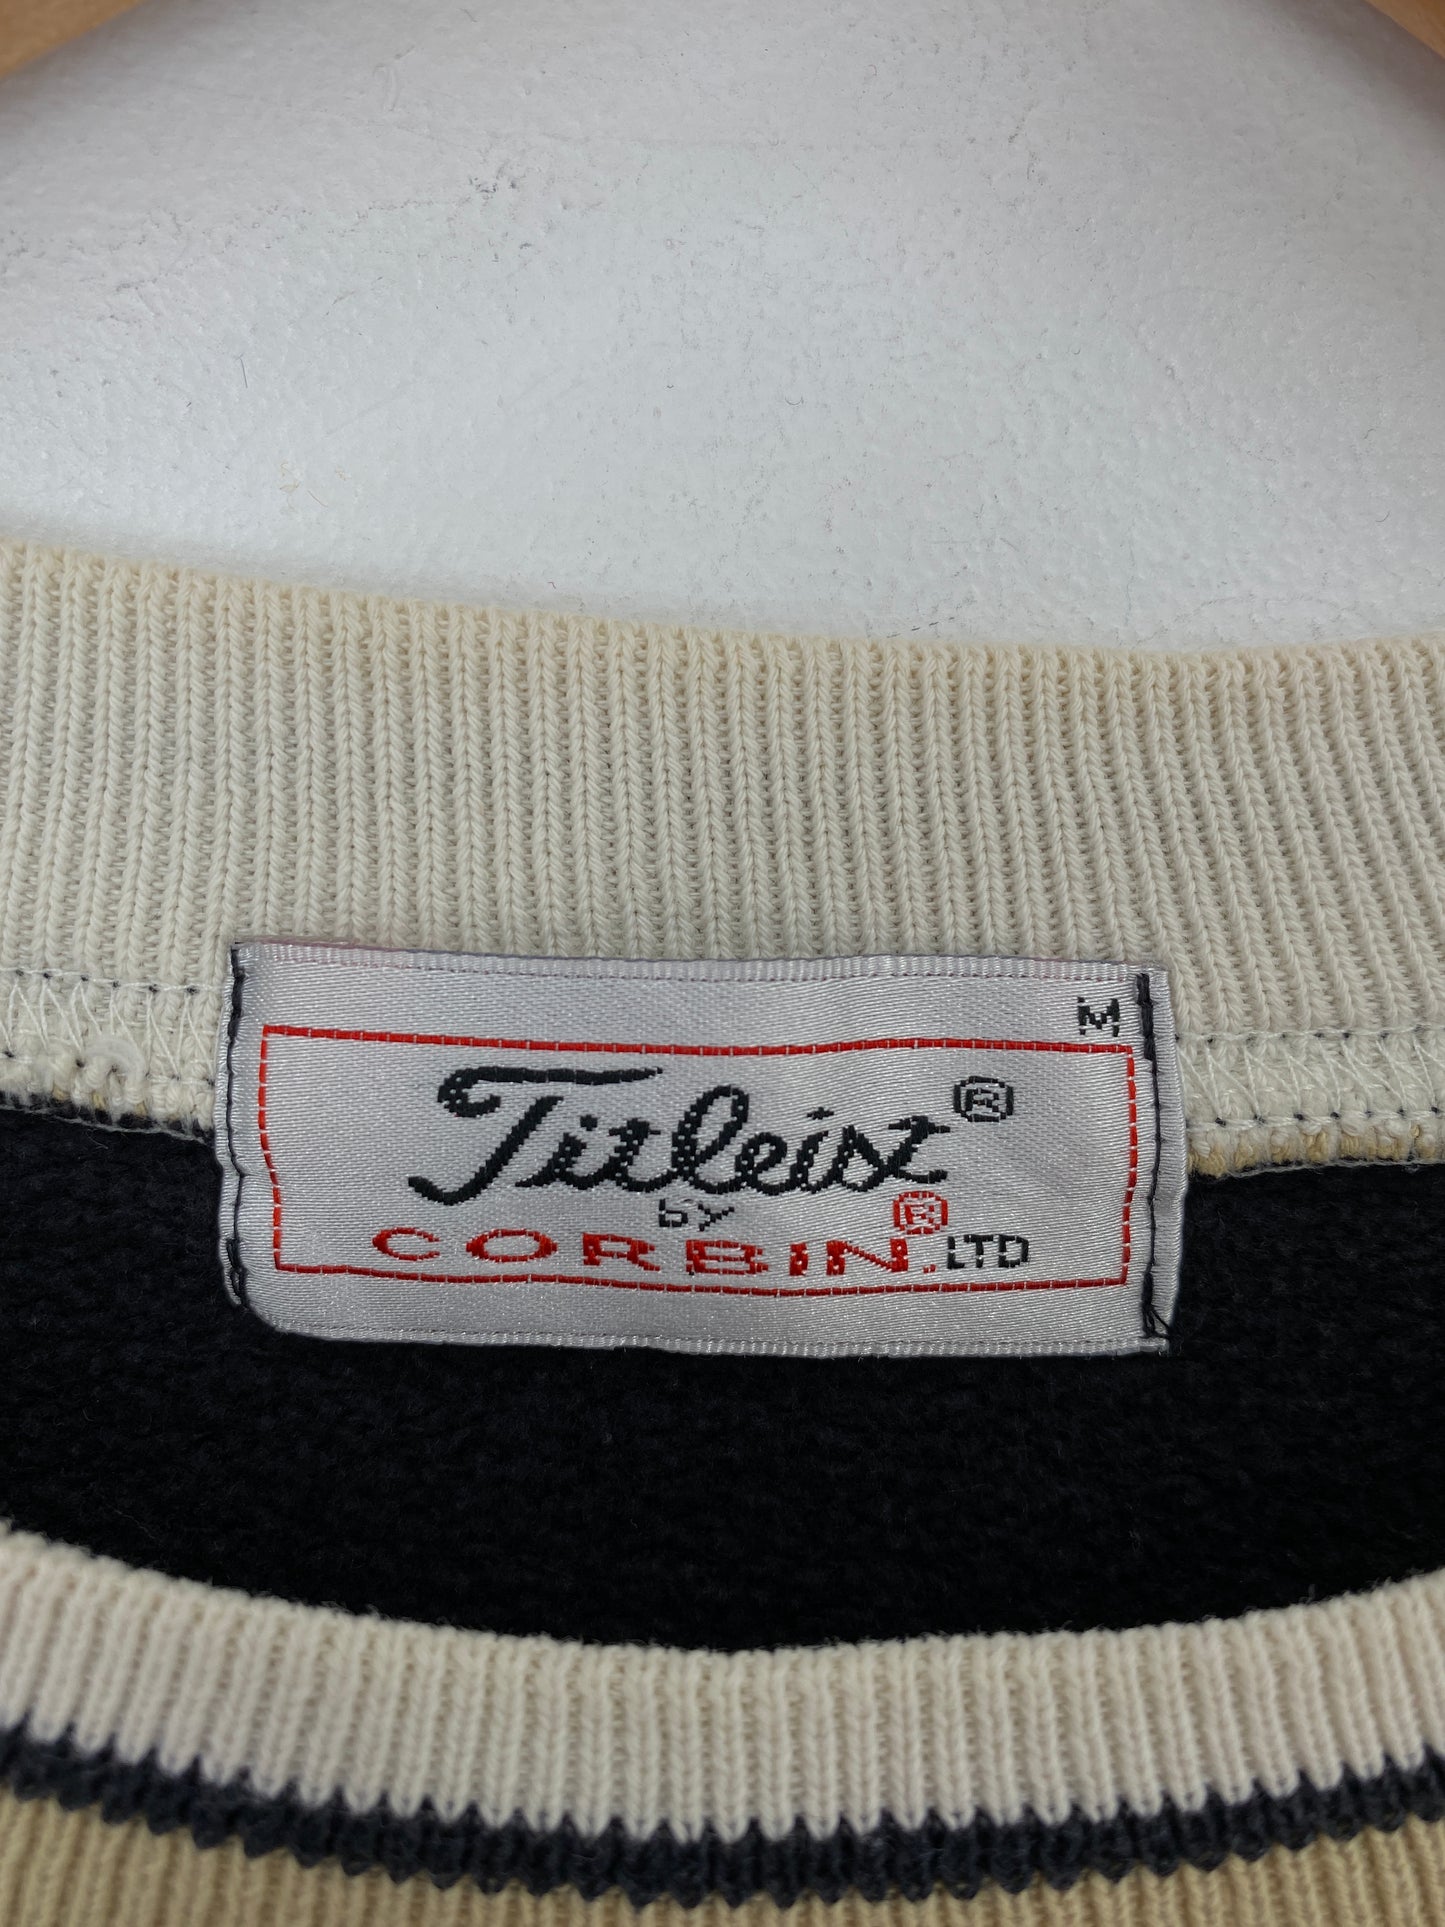 M
Titleist®
by
CORBIN®. LTD